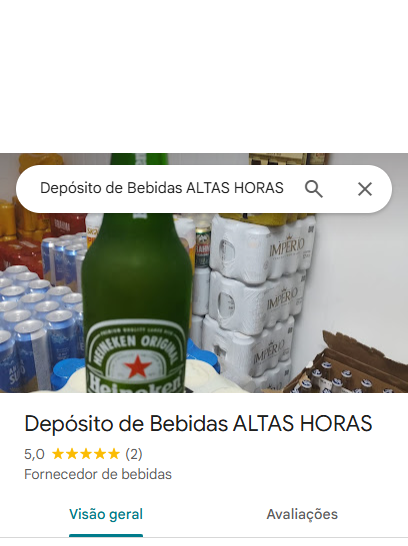 Depósito de Bebidas ALTAS HORAS
IMPÉRIO
PREMIUM QUALITY LAGER BEER
HEINEKEN ORIGINAL
Heineken
IMPÉRIO
IMPÉRIO
Depósito de Bebidas ALTAS HORAS
5,0 (2)
Fornecedor de bebidas
Visão geral
Avaliações